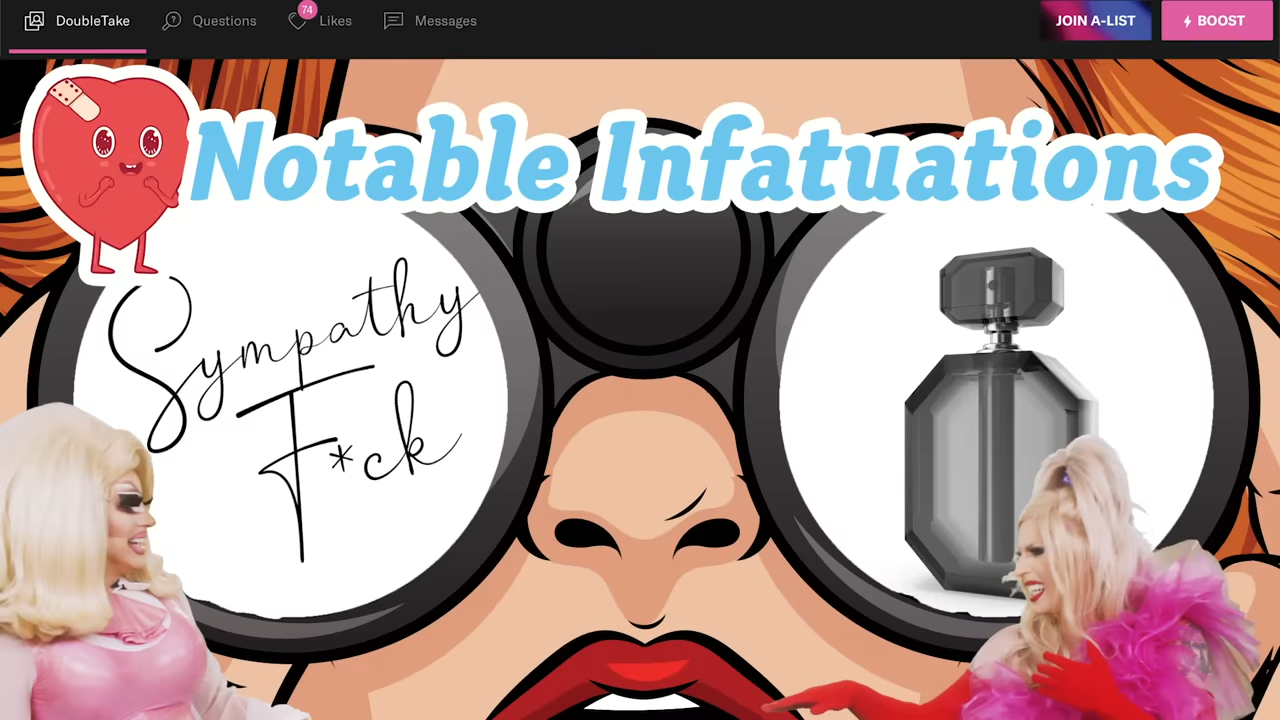 DoubleTake
Questions
74
Likes
Messages
JOIN A-LIST
BOOST
Notable Infatuations
Sympathy
F*ck